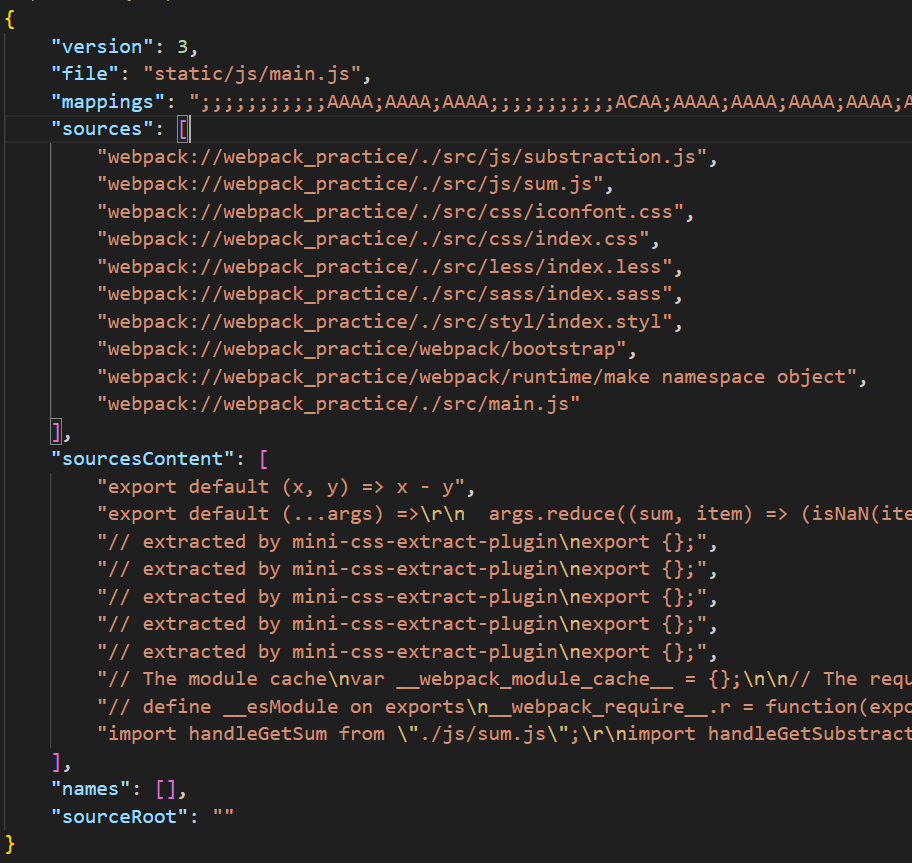 {
"version": 3,
"file": "static/js/main.js",
"mappings": ";;;;;;;;;;;AAAA;AAAA;AAAA;;;;;;;;;;;ACAA;AAAA;AAAA;AAAA;AAAA;A
"sources": [
"webpack://webpack_practice/./src/js/substraction.js",
"webpack://webpack_practice/./src/js/sum.js",
"webpack://webpack_practice/./src/css/iconfont.css",
"webpack://webpack_practice/./src/css/index.css",
"webpack://webpack_practice/./src/less/index.less",
"webpack://webpack_practice/./src/sass/index.sass",
"webpack://webpack_practice/./src/styl/index.styl",
"webpack://webpack_practice/webpack/bootstrap",
"webpack://webpack_practice/webpack/runtime/make namespace object",
"webpack://webpack_practice/./src/main.js"
],
"sourcesContent": [
"export default (x, y) => x - y",
"export default (...args) =>\r\n  args.reduce((sum, item) => (isNaN(ite
"// extracted by mini-css-extract-plugin\nexport {};",
"// extracted by mini-css-extract-plugin\nexport {};",
"// extracted by mini-css-extract-plugin\nexport {};",
"// extracted by mini-css-extract-plugin\nexport {};",
"// extracted by mini-css-extract-plugin\nexport {};",
"// The module cache\nvar __webpack_module_cache__ = {};\n\n// The requ
"// define __esModule on exports\n__webpack_require__.r = function(expo
"import handleGetSum from \"./js/sum.js\";\r\nimport handleGetSubstract
],
"names": [],
"sourceRoot": ""
}